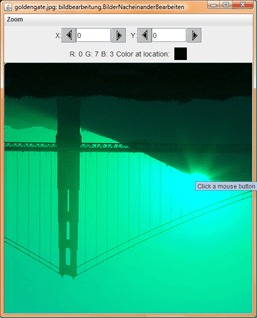 goldengate.jpg: bildbearbeitung.BilderNacheinanderBearbeiten
Zoom
X: 0 Y: 0
R: 0 G: 7 B: 3 Color at location:
Click a mouse button